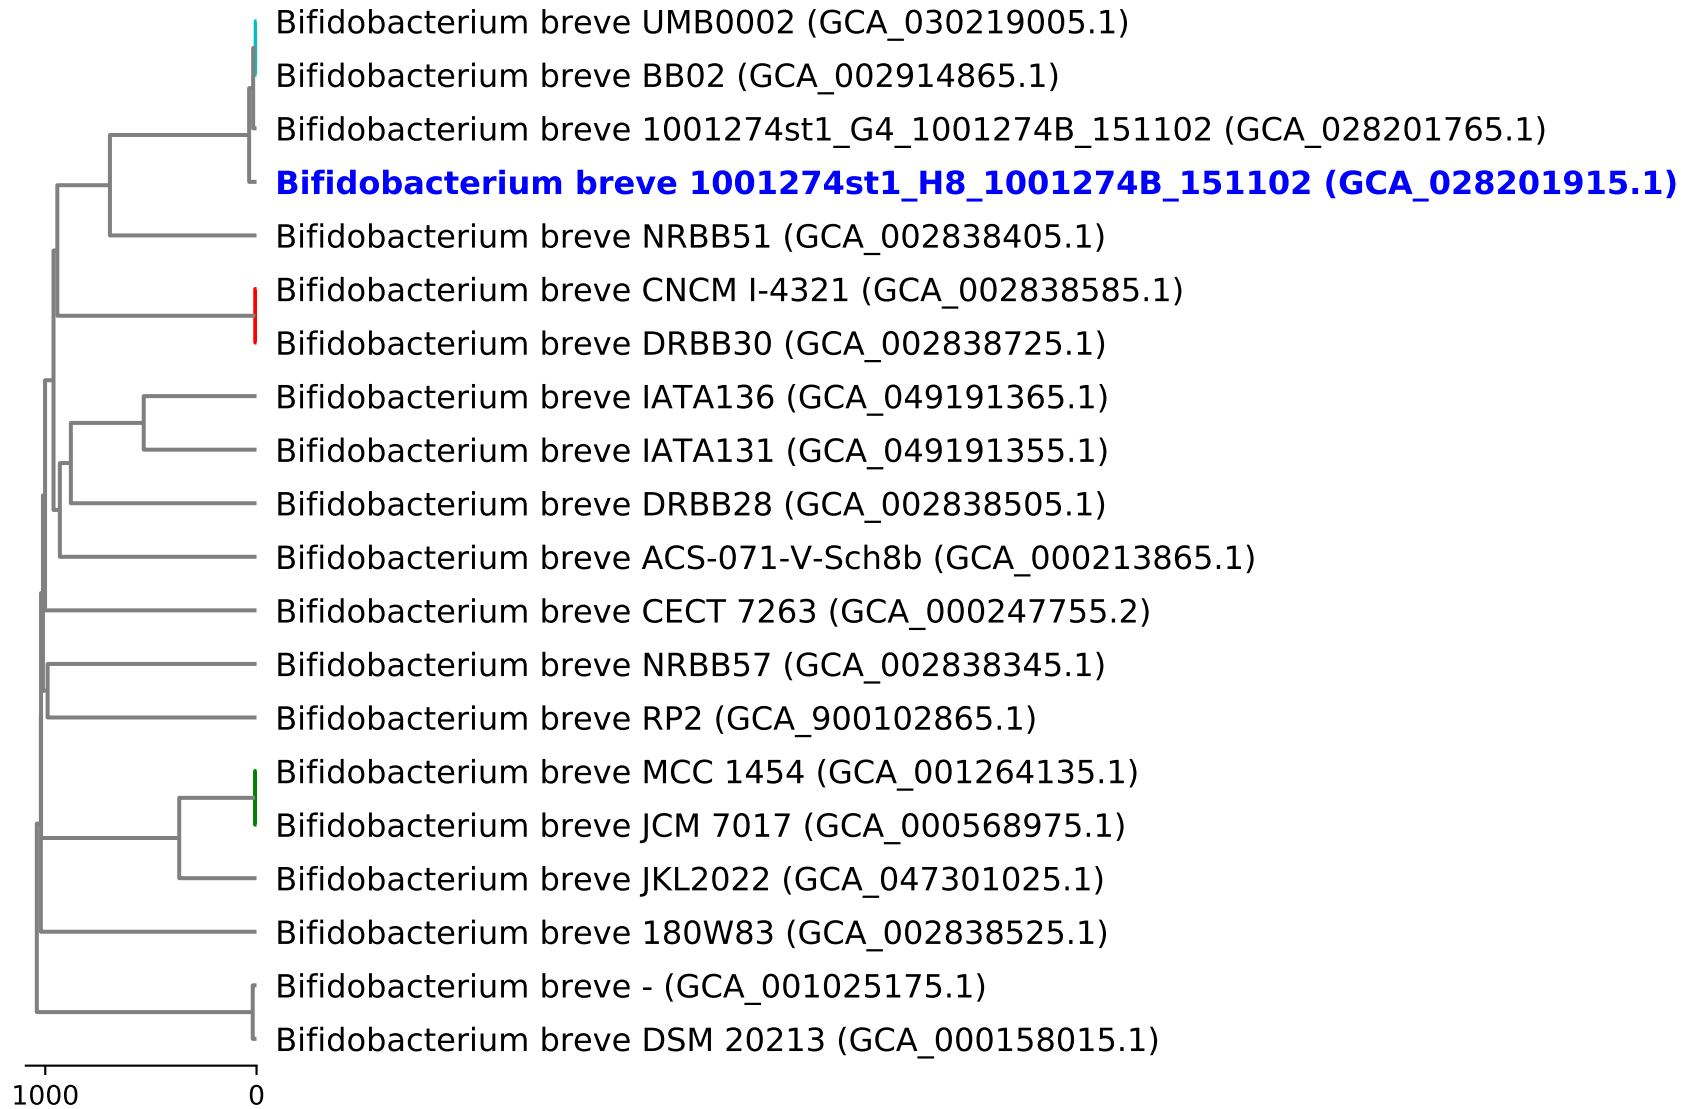 Bifidobacterium breve UMB0002 (GCA_030219005.1)
Bifidobacterium breve BB02 (GCA_002914865.1)
Bifidobacterium breve 1001274st1_G4_1001274B_151102 (GCA_028201765.1)
Bifidobacterium breve 1001274st1_H8_1001274B_151102 (GCA_028201915.1)
Bifidobacterium breve NRBB51 (GCA_002838405.1)
Bifidobacterium breve CNCM I-4321 (GCA_002838585.1)
Bifidobacterium breve DRBB30 (GCA_002838725.1)
Bifidobacterium breve IATA136 (GCA_049191365.1)
Bifidobacterium breve IATA131 (GCA_049191355.1)
Bifidobacterium breve DRBB28 (GCA_002838505.1)
Bifidobacterium breve ACS-071-V-Sch8b (GCA_000213865.1)
Bifidobacterium breve CECT 7263 (GCA_000247755.2)
Bifidobacterium breve NRBB57 (GCA_002838345.1)
Bifidobacterium breve RP2 (GCA_900102865.1)
Bifidobacterium breve MCC 1454 (GCA_001264135.1)
Bifidobacterium breve JCM 7017 (GCA_000568975.1)
Bifidobacterium breve JKL2022 (GCA_047301025.1)
Bifidobacterium breve 180W83 (GCA_002838525.1)
Bifidobacterium breve - (GCA_001025175.1)
Bifidobacterium breve DSM 20213 (GCA_000158015.1)
1000 0